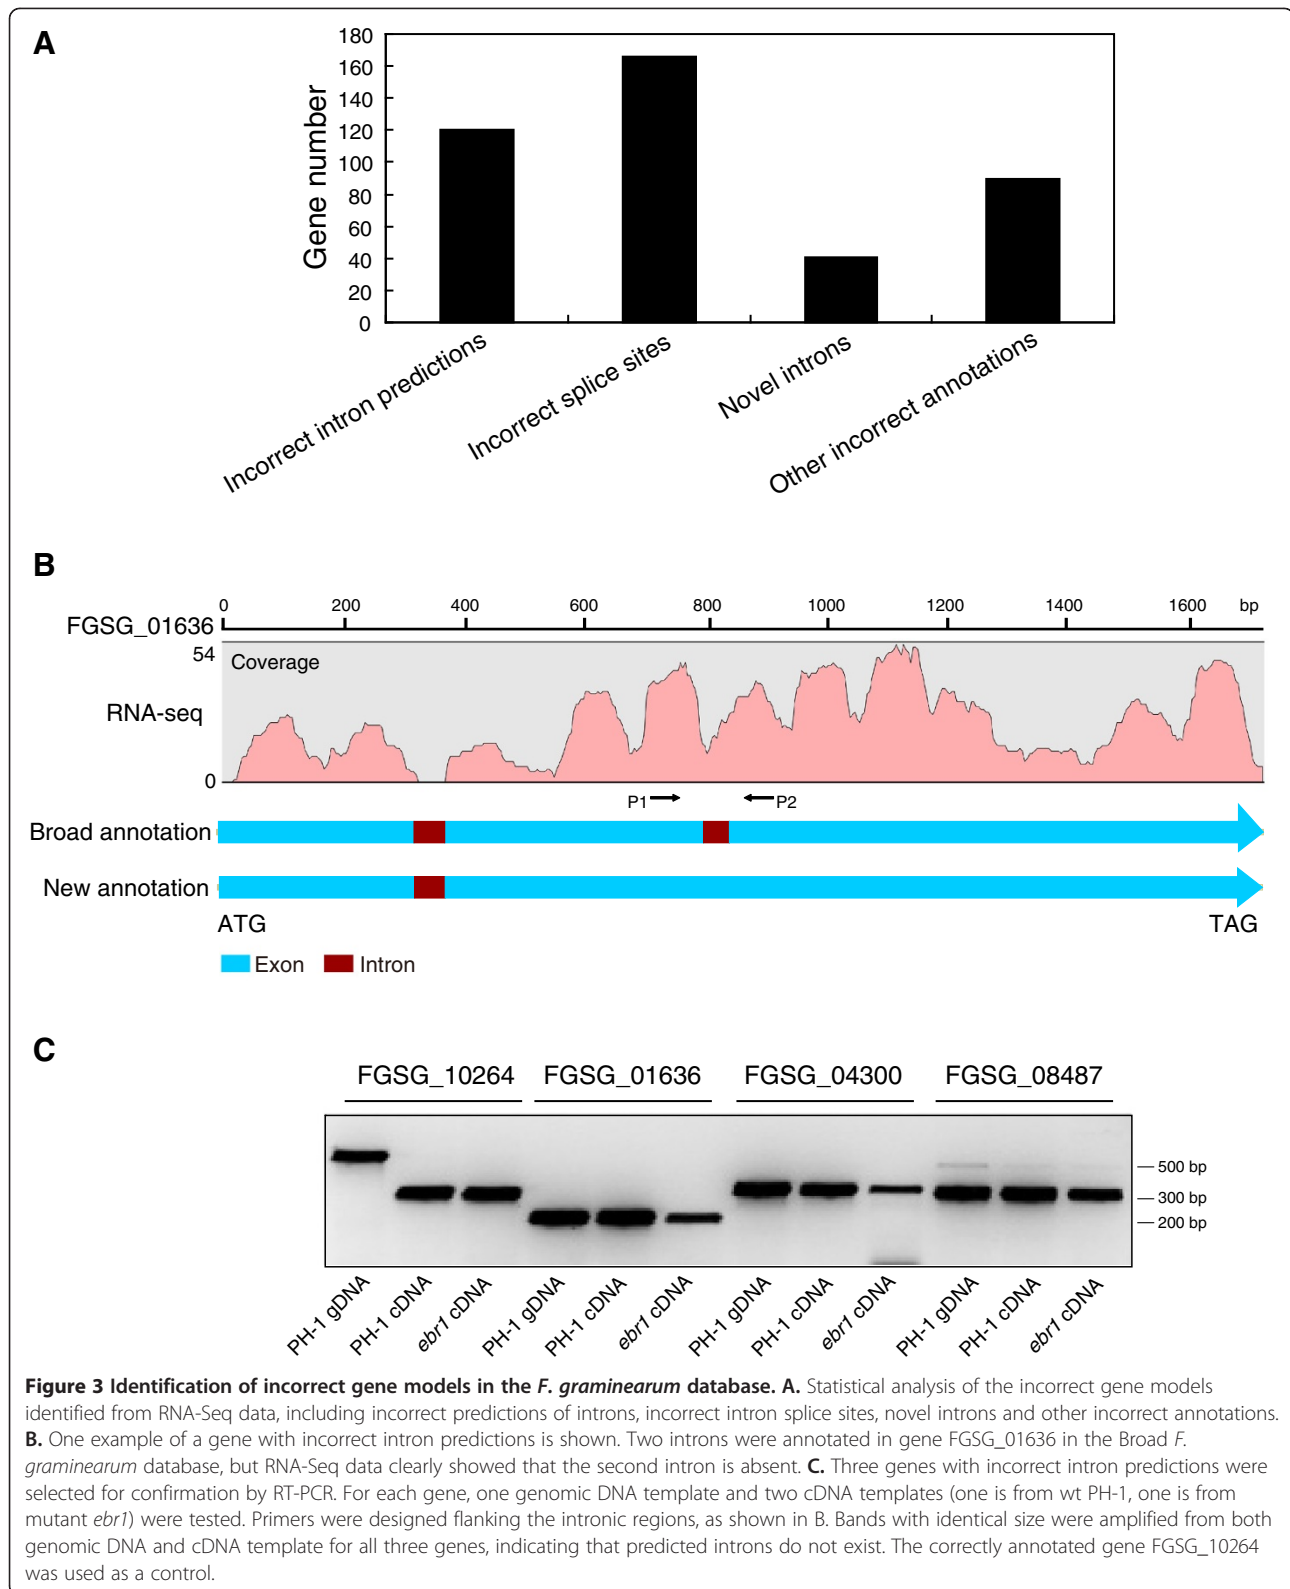 A
Gene number
180
160
140
120
100
80
60
40
20
0
Incorrect intron predictions
Incorrect splice sites
Novel introns
Other incorrect annotations
B
0 200 400 600 800 1000 1200 1400 1600 bp
FGSG_01636
54
Coverage
RNA-seq
0
P1 P2
Broad annotation
New annotation
ATG TAG
Exon Intron
C
FGSG_10264 FGSG_01636 FGSG_04300 FGSG_08487
500 bp
300 bp
200 bp
PH-1 gDNA
PH-1 cDNA
ebr1 cDNA
PH-1 gDNA
PH-1 cDNA
ebr1 cDNA
PH-1 gDNA
PH-1 cDNA
ebr1 cDNA
PH-1 gDNA
PH-1 cDNA
ebr1 cDNA
Figure 3 Identification of incorrect gene models in the F. graminearum database. A. Statistical analysis of the incorrect gene models
identified from RNA-Seq data, including incorrect predictions of introns, incorrect intron splice sites, novel introns and other incorrect annotations.
B. One example of a gene with incorrect intron predictions is shown. Two introns were annotated in gene FGSG_01636 in the Broad F.
graminearum database, but RNA-Seq data clearly showed that the second intron is absent. C. Three genes with incorrect intron predictions were
selected for confirmation by RT-PCR. For each gene, one genomic DNA template and two cDNA templates (one is from wt PH-1, one is from
mutant ebr1) were tested. Primers were designed flanking the intronic regions, as shown in B. Bands with identical size were amplified from both
genomic DNA and cDNA template for all three genes, indicating that predicted introns do not exist. The correctly annotated gene FGSG_10264
was used as a control.